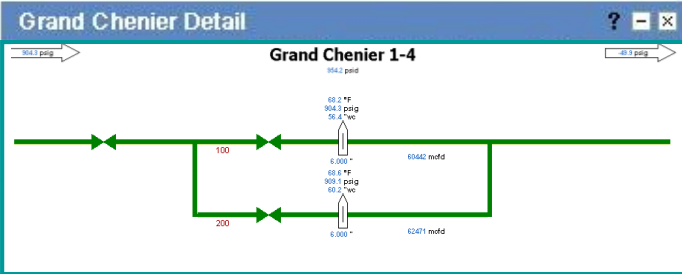 Grand Chenier Detail ?
904.3 psig
Grand Chenier 1-4
-49.9 psig
954.2 psid
68.2 °F
904.3 psig
56.4 "wc
100
6.000 "
60442 mcfd
68.6 °F
909.1 psig
60.2 "wc
200
6.000 "
62471 mcfd